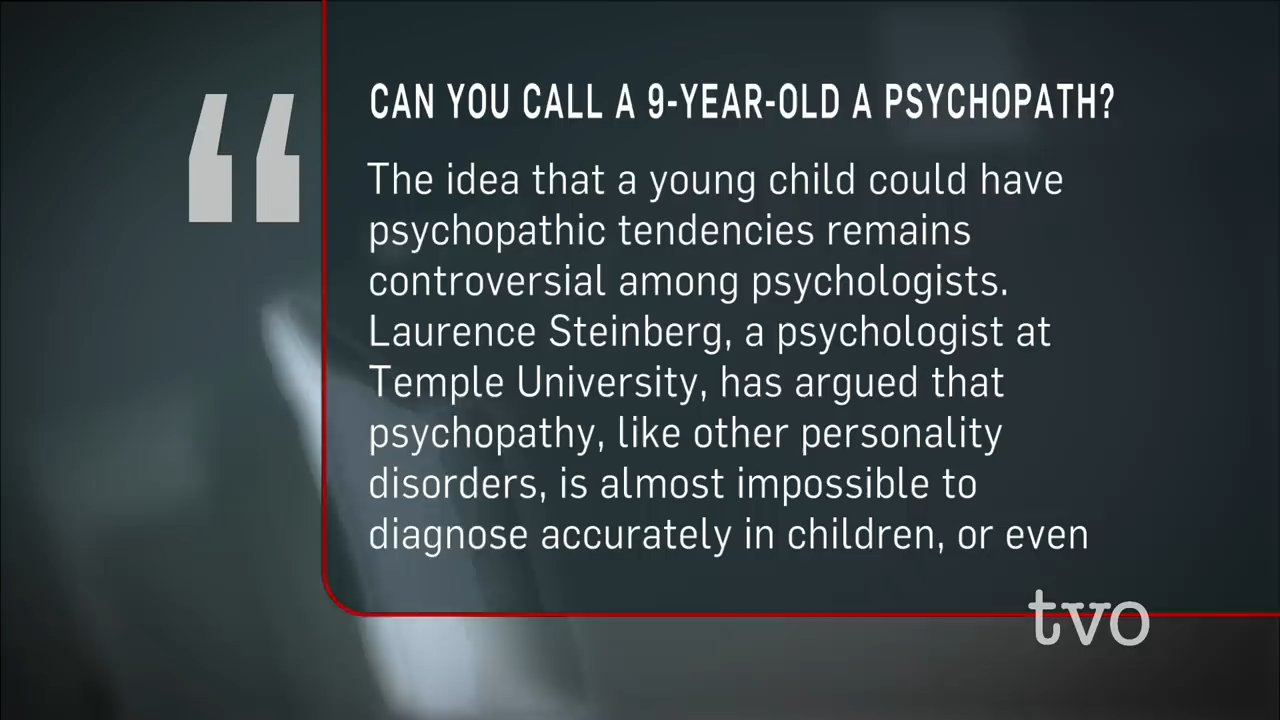 “
CAN YOU CALL A 9-YEAR-OLD A PSYCHOPATH?
The idea that a young child could have
psychopathic tendencies remains
controversial among psychologists.
Laurence Steinberg, a psychologist at
Temple University, has argued that
psychopathy, like other personality
disorders, is almost impossible to
diagnose accurately in children, or even
tvo